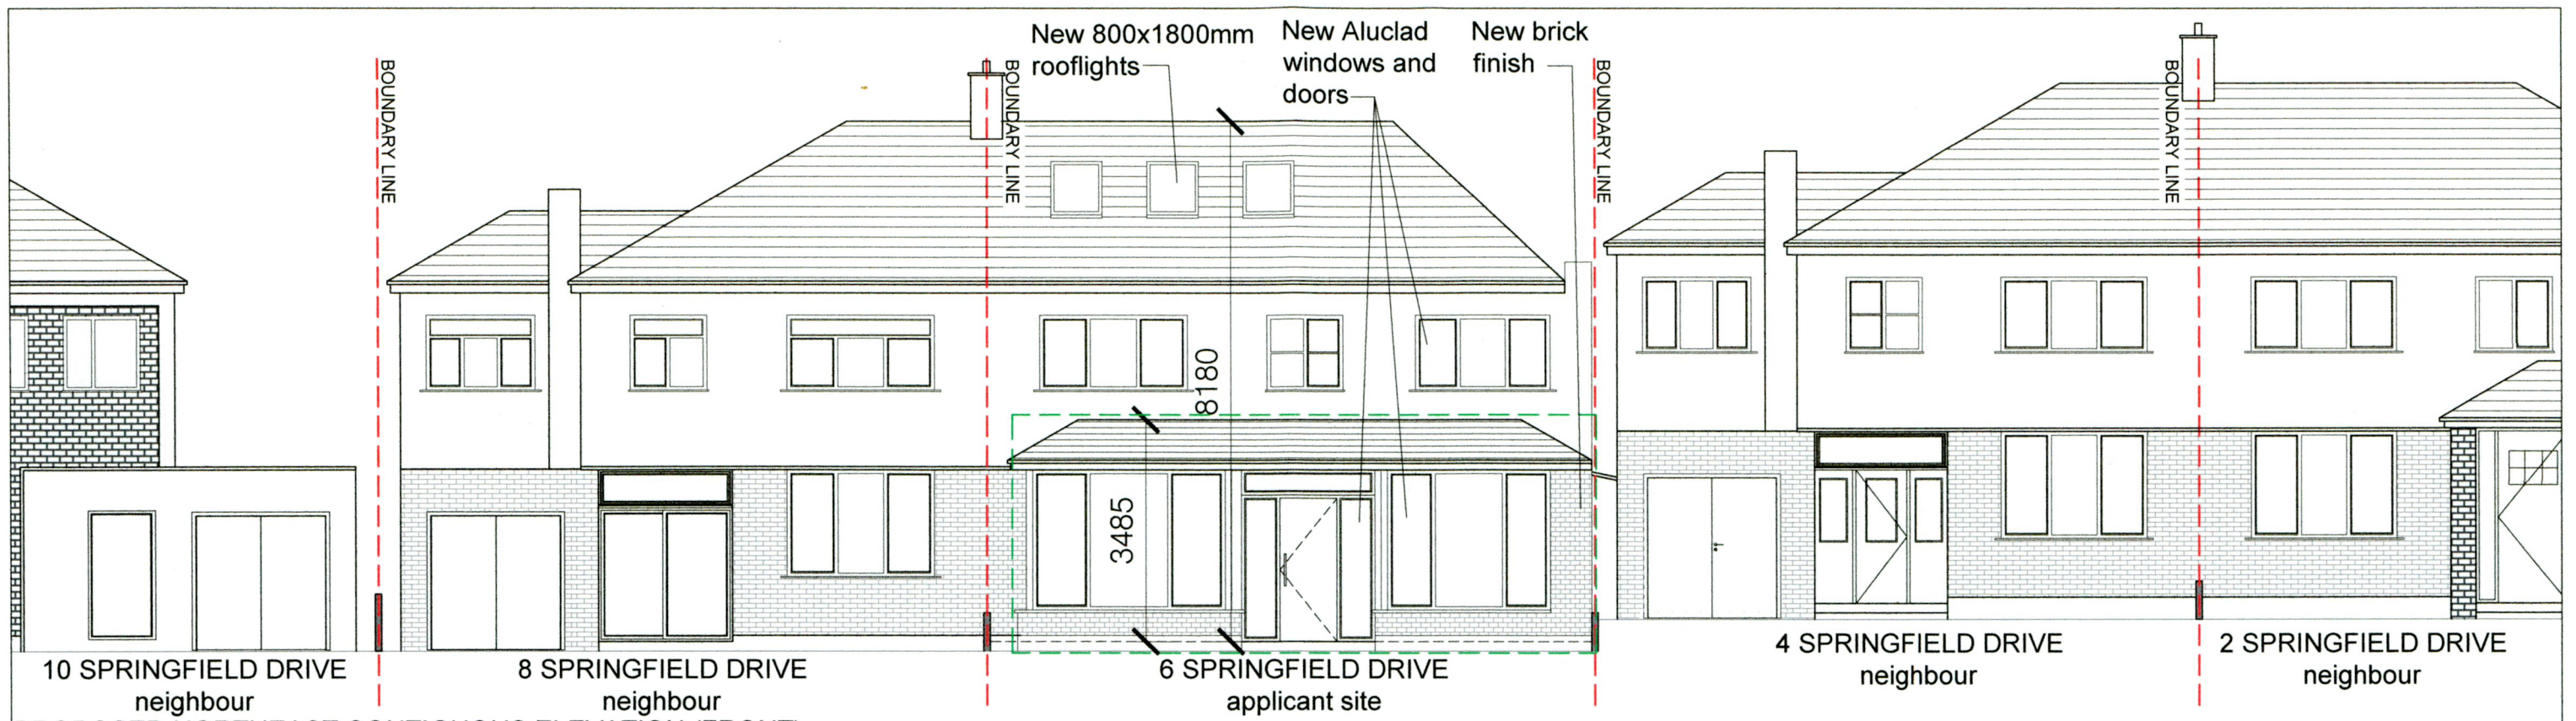 New 800x1800mm
rooflights
New Aluclad
windows and
doors
New brick
finish
BOUNDARY LINE
BOUNDARY LINE
BOUNDARY LINE
BOUNDARY LINE
8180
3485
10 SPRINGFIELD DRIVE
neighbour
8 SPRINGFIELD DRIVE
neighbour
6 SPRINGFIELD DRIVE
applicant site
4 SPRINGFIELD DRIVE
neighbour
2 SPRINGFIELD DRIVE
neighbour